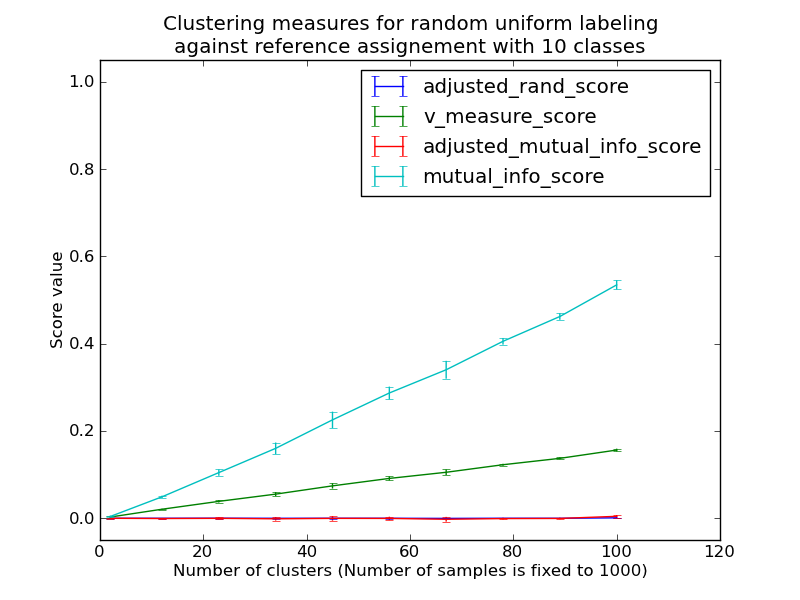 Clustering measures for random uniform labeling
against reference assignement with 10 classes
adjusted_rand_score
v_measure_score
adjusted_mutual_info_score
mutual_info_score
Score value
1.0
0.8
0.6
0.4
0.2
0.0
0 20 40 60 80 100 120
Number of clusters (Number of samples is fixed to 1000)